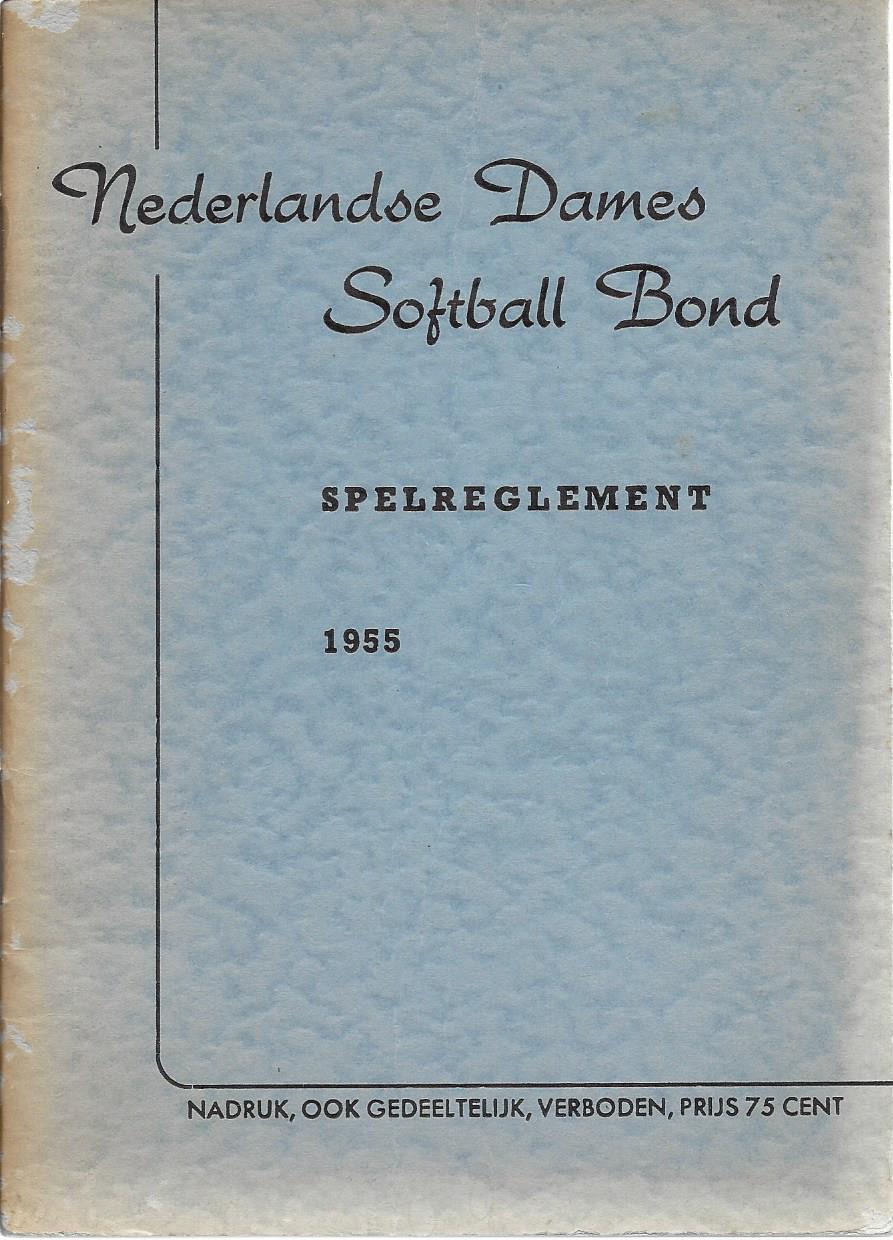 Nederlandse Dames
Softball Bond
SPELREGLEMENT
1955
NADRUK, OOK GEDEELTELIJK, VERBODEN, PRIJS 75 CENT